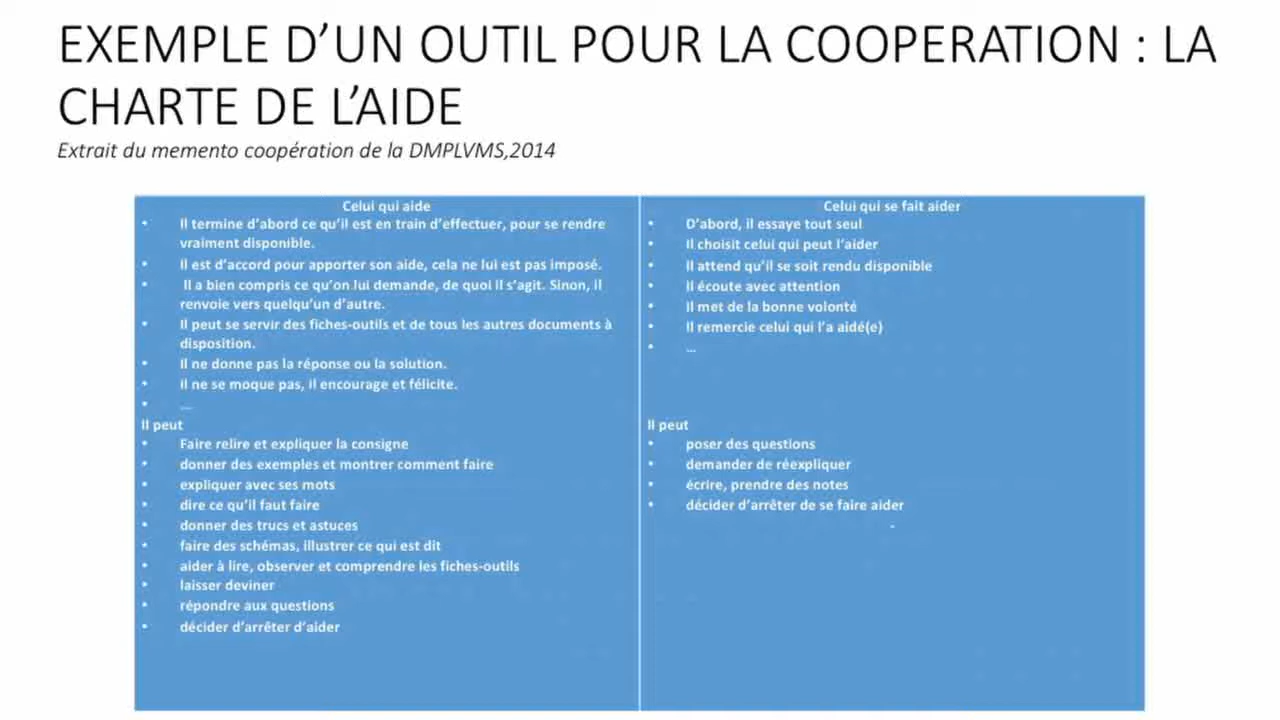 EXEMPLE D’UN OUTIL POUR LA COOPERATION : LA
CHARTE DE L’AIDE
Extrait du memento coopération de la DMPLVMS,2014
Celui qui aide
• Il termine d’abord ce qu’il est en train d’effectuer, pour se rendre
vraiment disponible.
• Il est d’accord pour apporter son aide, cela ne lui est pas imposé.
• Il a bien compris ce qu’on lui demande, de quoi il s’agit. Sinon, il
renvoie vers quelqu’un d’autre.
• Il peut se servir des fiches-outils et de tous les autres documents à
disposition.
• Il ne donne pas la réponse ou la solution.
• Il ne se moque pas, il encourage et félicite.
• …
Il peut
• Faire relire et expliquer la consigne
• donner des exemples et montrer comment faire
• expliquer avec ses mots
• dire ce qu’il faut faire
• donner des trucs et astuces
• faire des schémas, illustrer ce qui est dit
• aider à lire, observer et comprendre les fiches-outils
• laisser deviner
• répondre aux questions
• décider d’arrêter d’aider
Celui qui se fait aider
• D’abord, il essaye tout seul
• Il choisit celui qui peut l’aider
• Il attend qu’il se soit rendu disponible
• Il écoute avec attention
• Il met de la bonne volonté
• Il remercie celui qui l’a aidé(e)
• …
Il peut
• poser des questions
• demander de réexpliquer
• écrire, prendre des notes
• décider d’arrêter de se faire aider
-